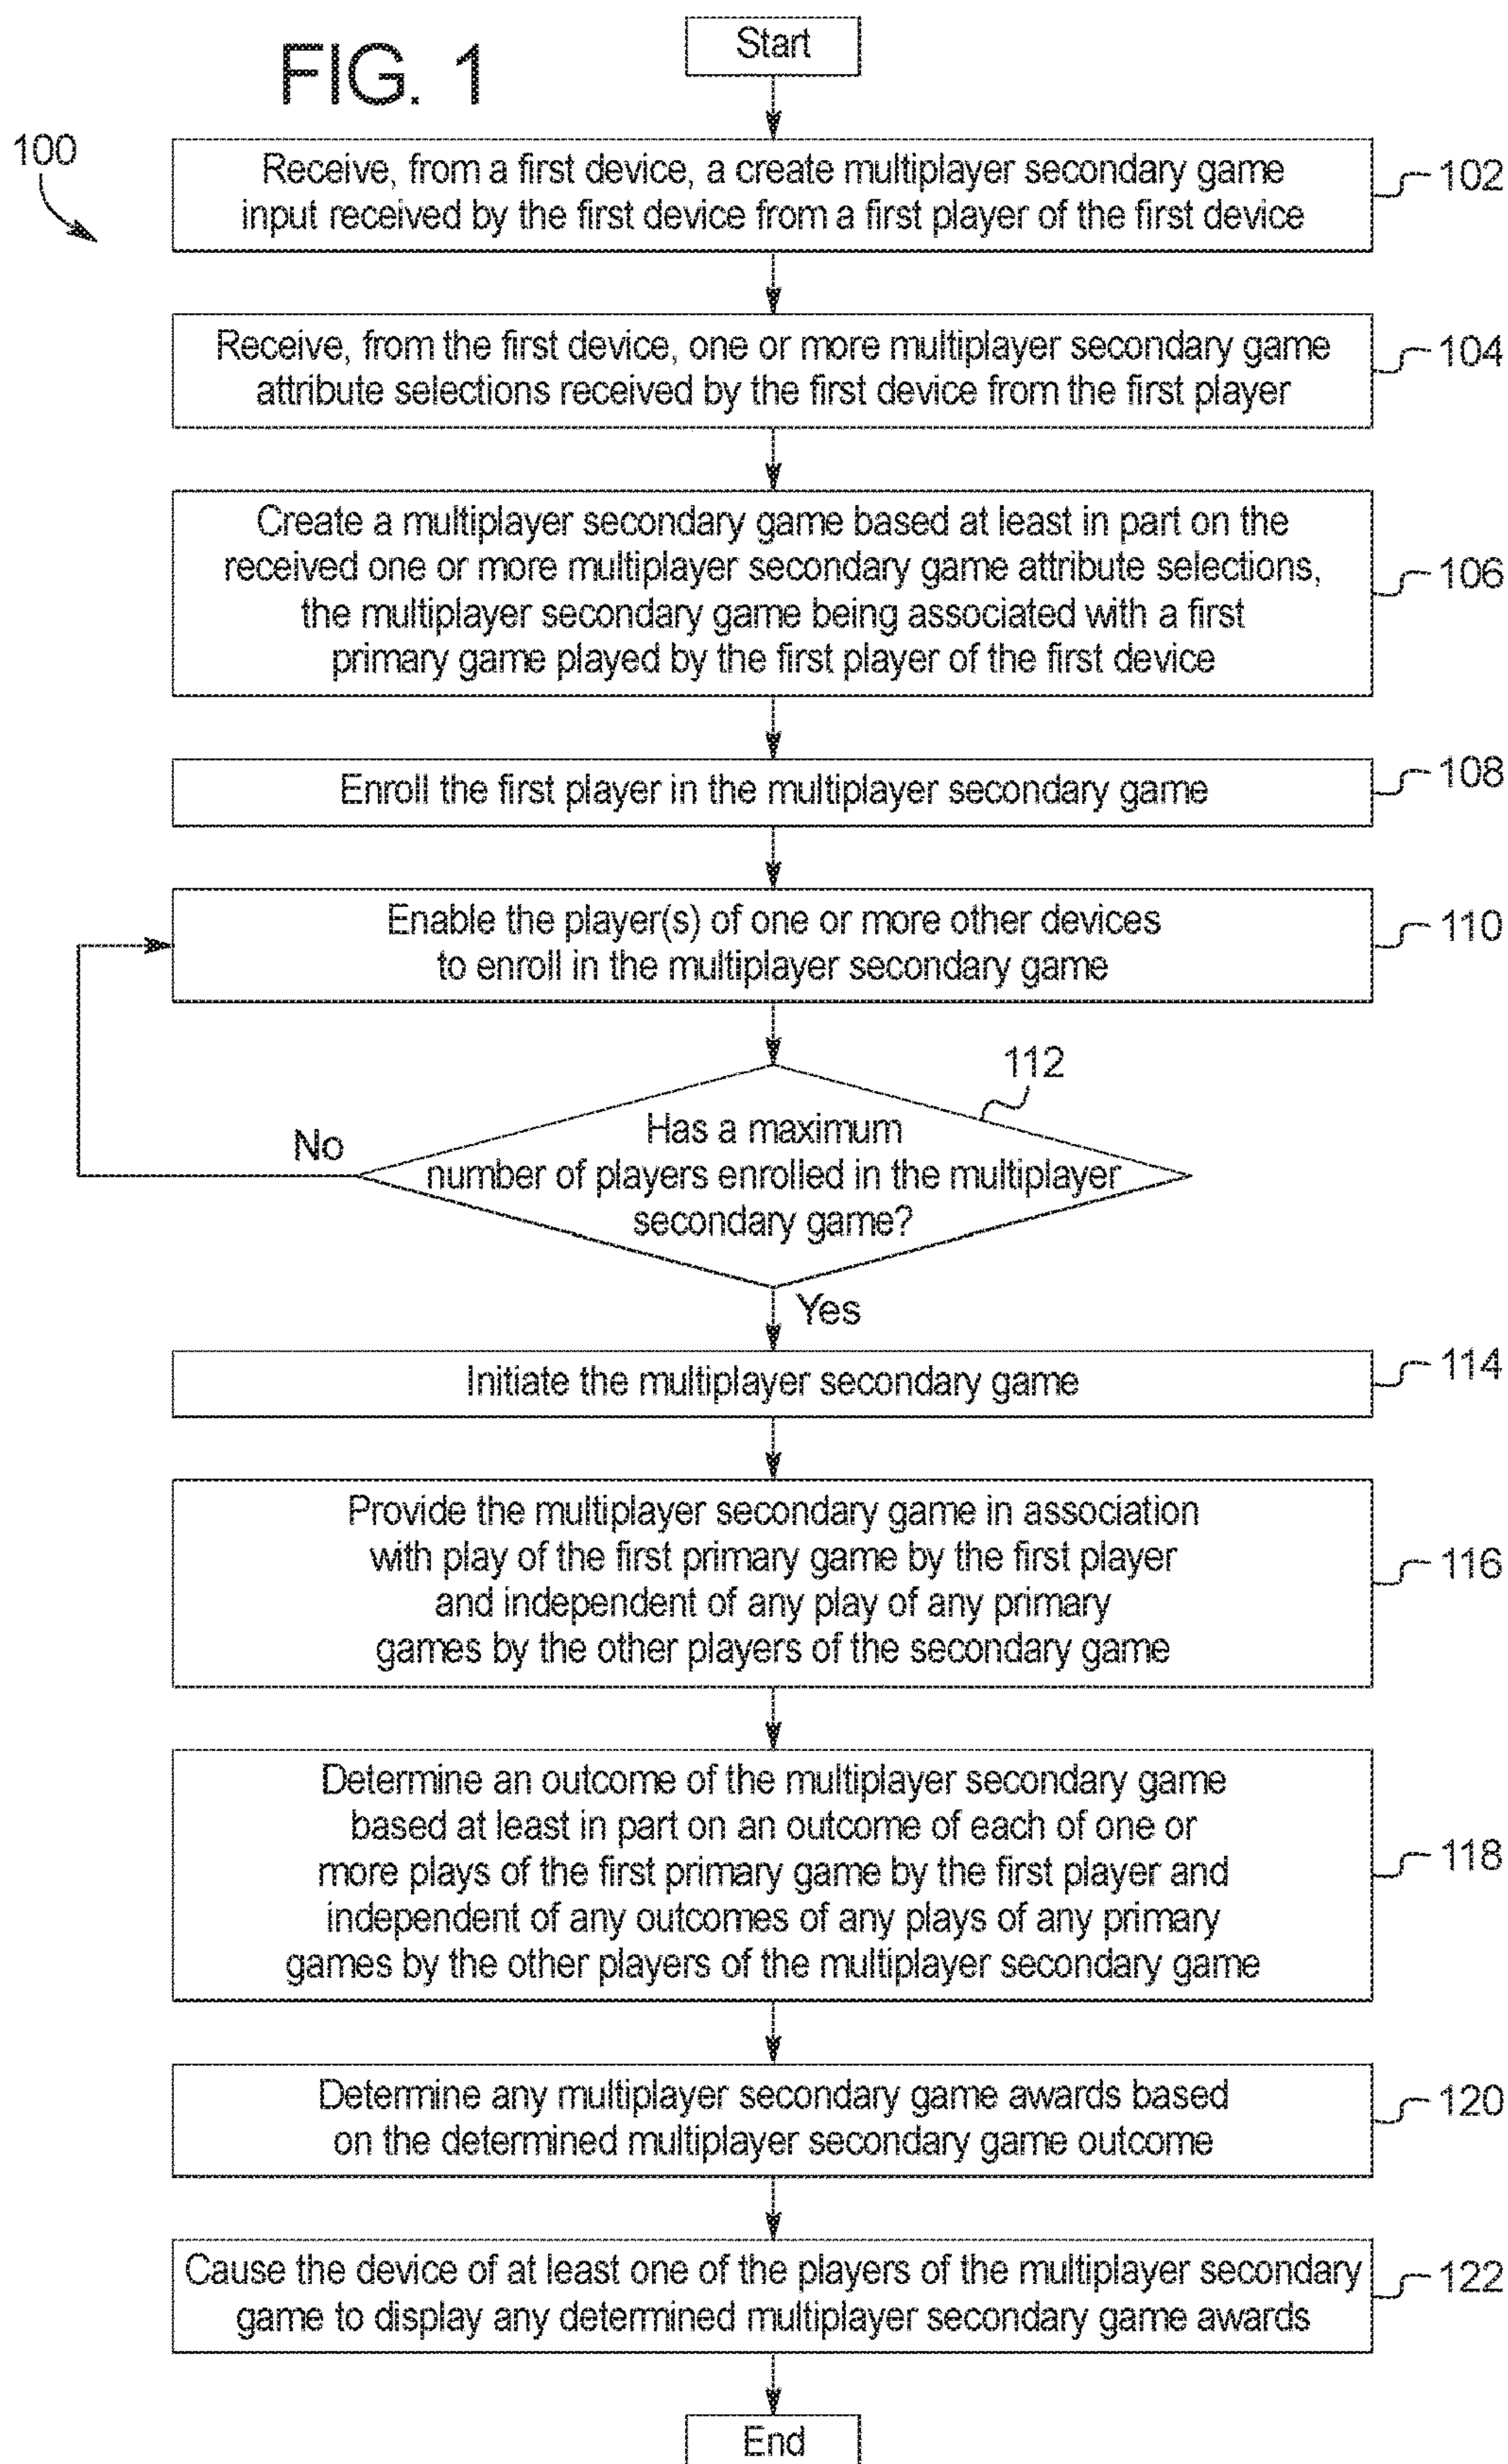 FIG. 1
Start
100
Receive, from a first device, a create multiplayer secondary game
input received by the first device from a first player of the first device
102
Receive, from the first device, one or more multiplayer secondary game
attribute selections received by the first device from the first player
104
Create a multiplayer secondary game based at least in part on the
received one or more multiplayer secondary game attribute selections,
the multiplayer secondary game being associated with a first
primary game played by the first player of the first device
106
Enroll the first player in the multiplayer secondary game
108
Enable the player(s) of one or more other devices
to enroll in the multiplayer secondary game
110
112
Has a maximum
number of players enrolled in the multiplayer
secondary game?
No
Yes
Initiate the multiplayer secondary game
114
Provide the multiplayer secondary game in association
with play of the first primary game by the first player
and independent of any play of any primary
games by the other players of the secondary game
116
Determine an outcome of the multiplayer secondary game
based at least in part on an outcome of each of one or
more plays of the first primary game by the first player and
independent of any outcomes of any plays of any primary
games by the other players of the multiplayer secondary game
118
Determine any multiplayer secondary game awards based
on the determined multiplayer secondary game outcome
120
Cause the device of at least one of the players of the multiplayer secondary
game to display any determined multiplayer secondary game awards
122
End